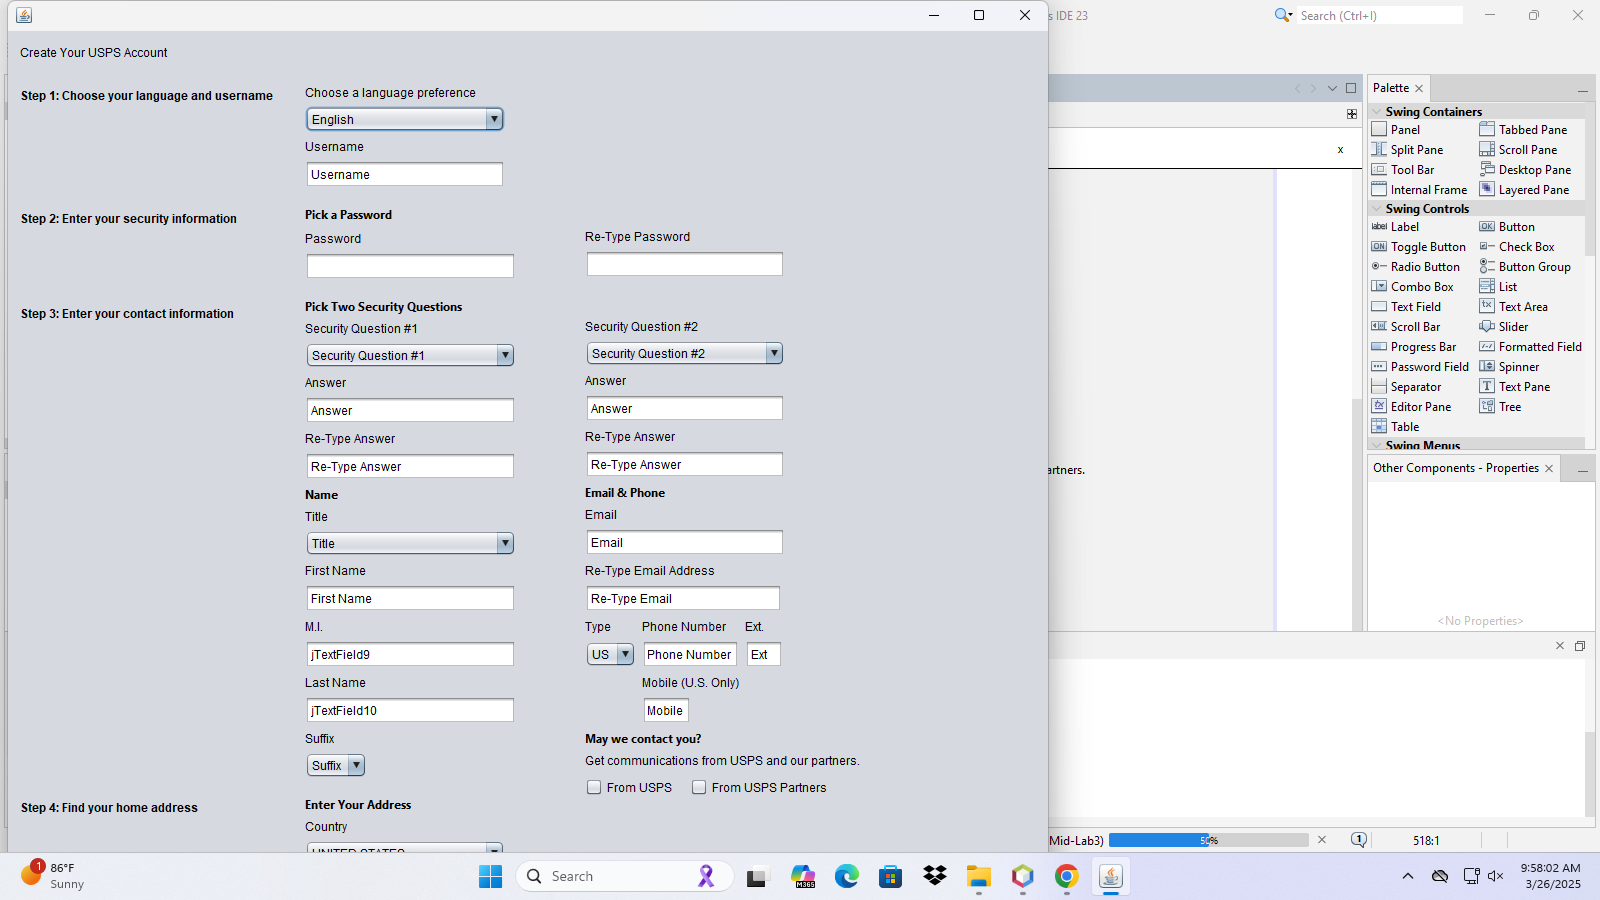 s IDE 23
Search (Ctrl+I)
Create Your USPS Account
Step 1: Choose your language and username
Choose a language preference
English
Username
Username
Step 2: Enter your security information
Pick a Password
Password
Re-Type Password
Step 3: Enter your contact information
Pick Two Security Questions
Security Question #1
Security Question #2
Security Question #1
Security Question #2
Answer
Answer
Answer
Answer
Re-Type Answer
Re-Type Answer
Re-Type Answer
Re-Type Answer
Name
Email & Phone
Title
Email
Title
Email
First Name
Re-Type Email Address
First Name
Re-Type Email
M.I.
Type Phone Number Ext.
jTextField9
US Phone Number Ext
Last Name
Mobile (U.S. Only)
jTextField10
Mobile
Suffix
May we contact you?
Get communications from USPS and our partners.
Suffix
From USPS From USPS Partners
Step 4: Find your home address
Enter Your Address
Country
UNITED STATES
x
artners.
Palette
Swing Containers
Panel Tabbed Pane
Split Pane Scroll Pane
Tool Bar Desktop Pane
Internal Frame Layered Pane
Swing Controls
label Label OK Button
ON Toggle Button Check Box
Radio Button Button Group
Combo Box List
Text Field Text Area
Scroll Bar Slider
Progress Bar Formatted Field
Password Field Spinner
Separator Text Pane
Editor Pane Tree
Table
Swing Menus
Other Components - Properties
<No Properties>
Mid-Lab3) 50% 1 518:1
1
86°F
Sunny
Search
M365
9:58:02 AM
3/26/2025